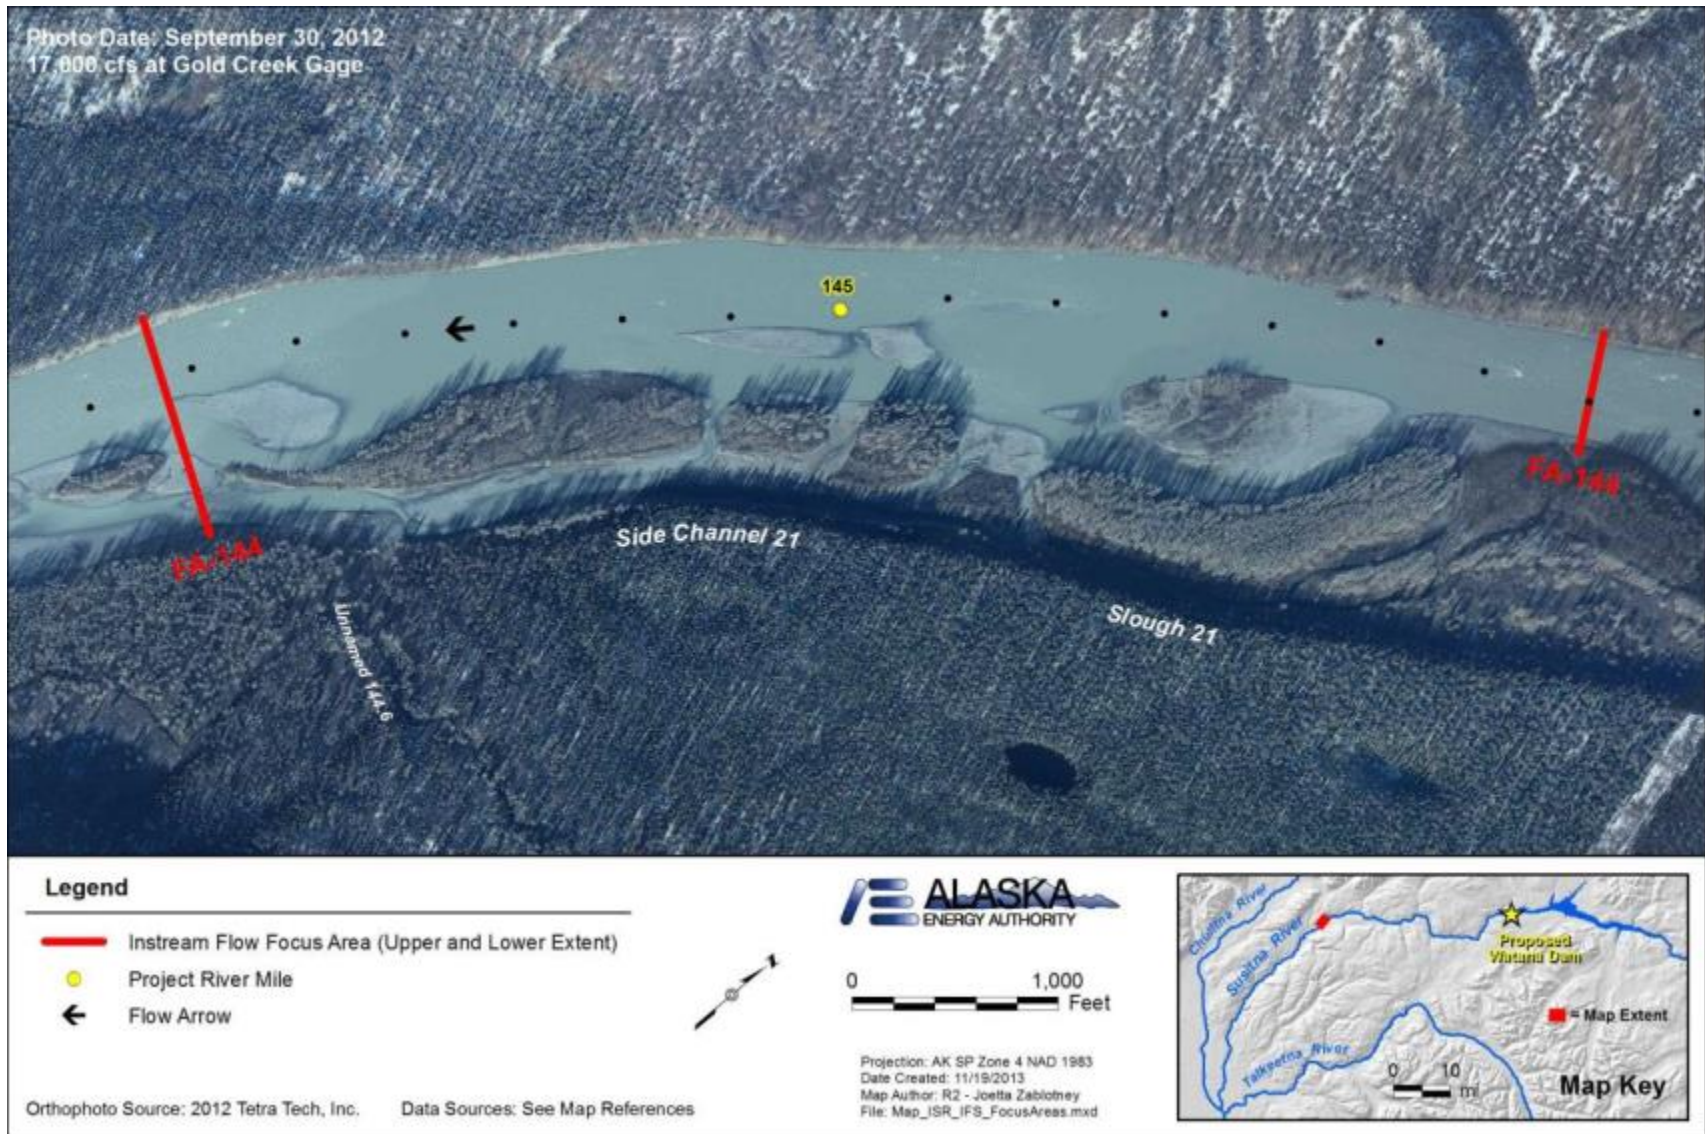 Photo Date: September 30, 2012
17,000 cfs at Gold Creek Gage
145
FA-144
FA-144
Side Channel 21
Slough 21
Unnamed 144.6
Legend
Instream Flow Focus Area (Upper and Lower Extent)
Project River Mile
Flow Arrow
Orthophoto Source: 2012 Tetra Tech, Inc.
Data Sources: See Map References
N
ALASKA
ENERGY AUTHORITY
0 1,000
Feet
Projection: AK SP Zone 4 NAD 1983
Date Created: 11/19/2013
Map Author: R2 - Joetta Zablotney
File: Map_ISR_IFS_FocusAreas.mxd
Chulitna River
Susitna River
Proposed
Watana Dam
= Map Extent
Talkeetna River
0 10
mi
Map Key